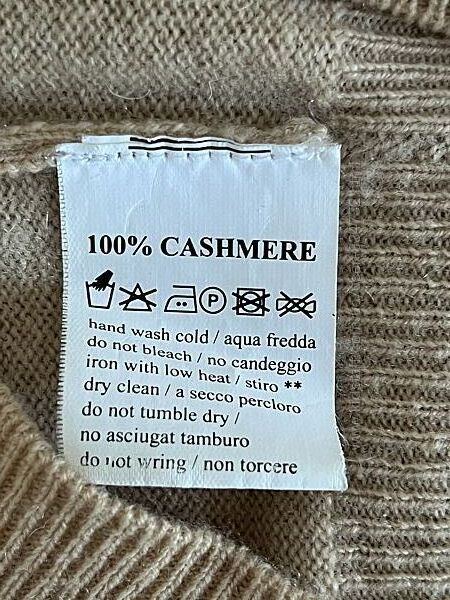 100% CASHMERE
P
hand wash cold / aqua fredda
do not bleach / no candeggio
iron with low heat / stiro **
dry clean / a secco percloro
do not tumble dry /
no asciugat tamburo
do not wring / non torcere